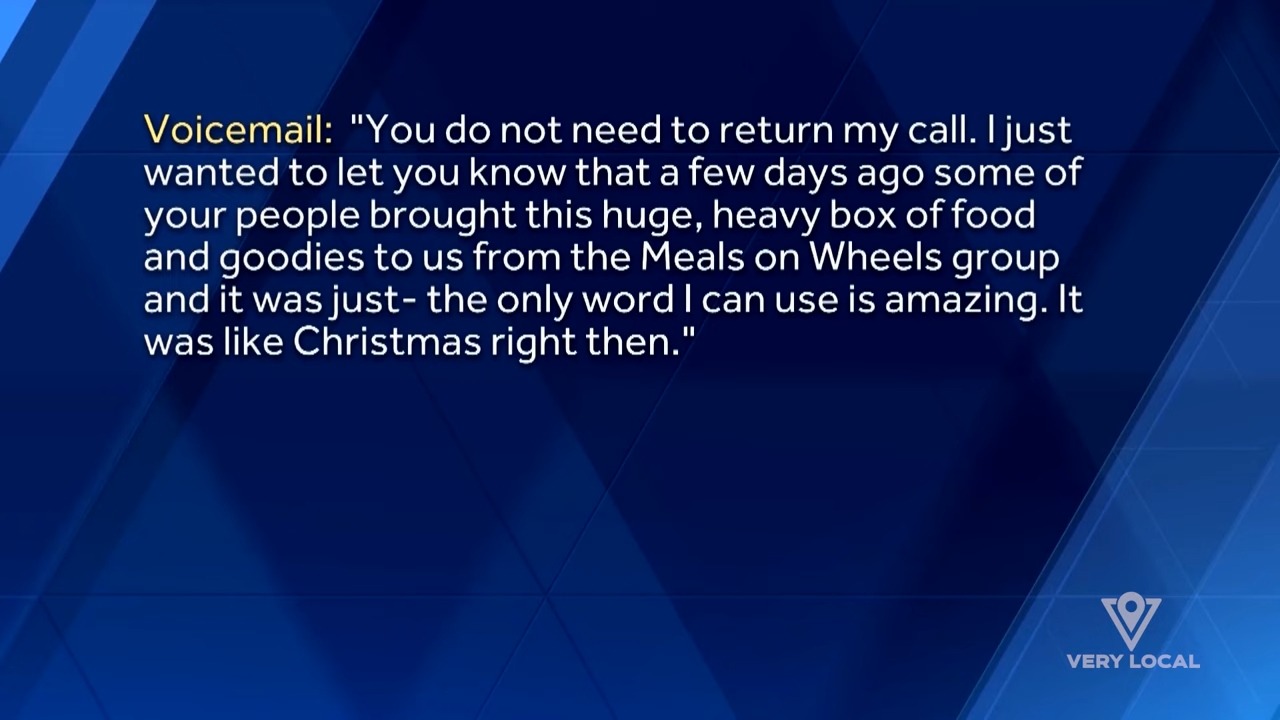 Voicemail: "You do not need to return my call. I just
wanted to let you know that a few days ago some of
your people brought this huge, heavy box of food
and goodies to us from the Meals on Wheels group
and it was just- the only word I can use is amazing. It
was like Christmas right then."
VERY LOCAL